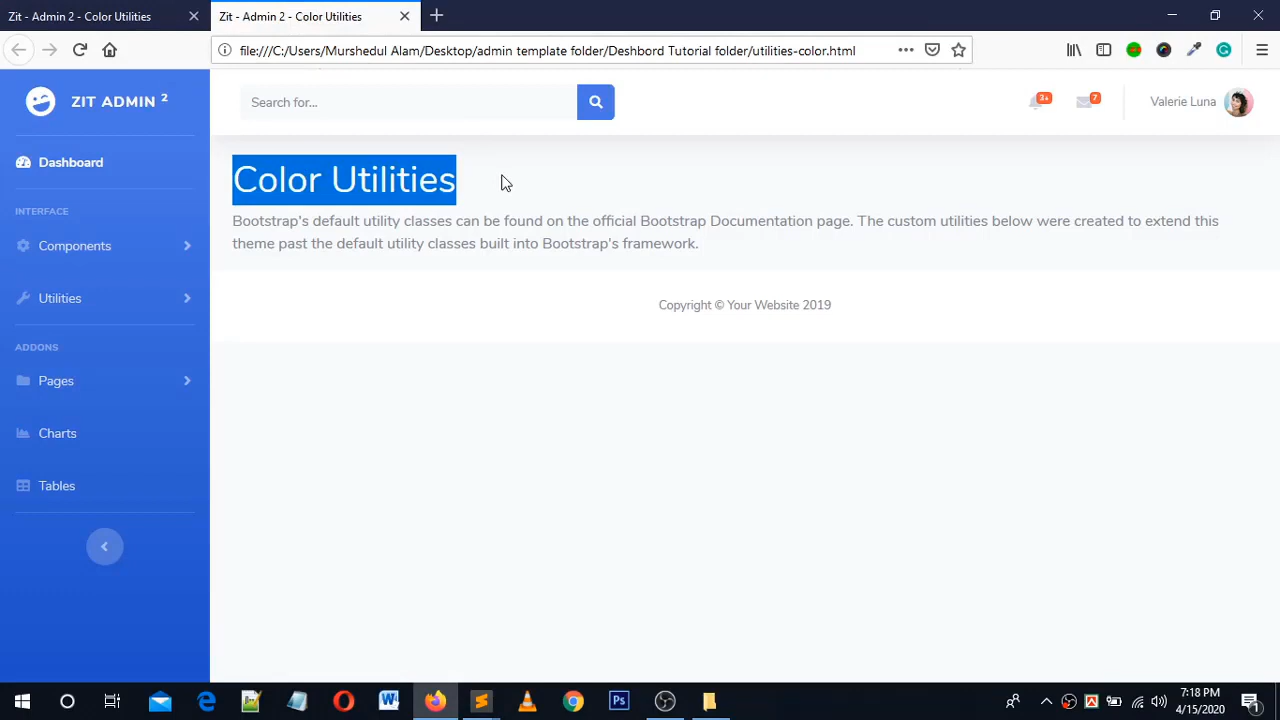 Zit - Admin 2 - Color Utilities
Zit - Admin 2 - Color Utilities
file:///C:/Users/Murshedul Alam/Desktop/admin template folder/Deshbord Tutorial folder/utilities-color.html
ZIT ADMIN 2
Search for...
3+
7
Valerie Luna
Dashboard
INTERFACE
Components
Utilities
ADDONS
Pages
Charts
Tables
Color Utilities
Bootstrap's default utility classes can be found on the official Bootstrap Documentation page. The custom utilities below were created to extend this
theme past the default utility classes built into Bootstrap's framework.
Copyright © Your Website 2019
7:18 PM
4/15/2020
1